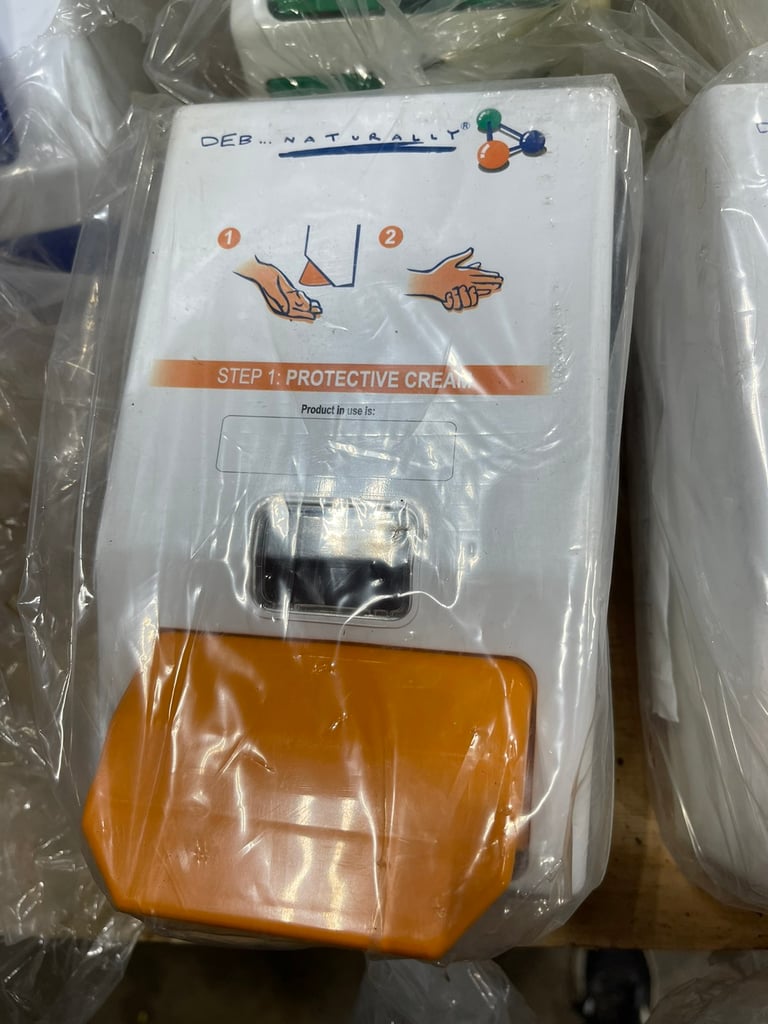 DEB... NATURALLY®
1 2
STEP 1: PROTECTIVE CREAM
Product in use is: